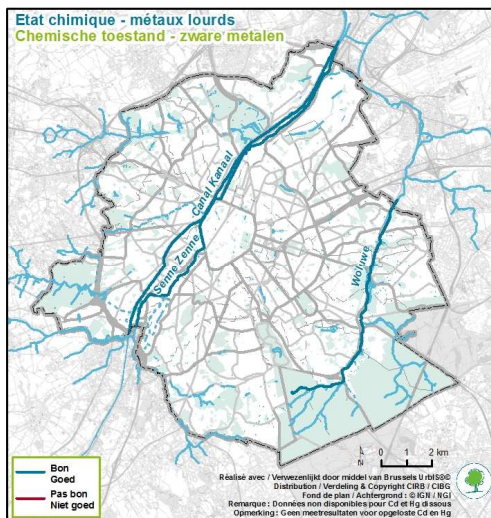 Etat chimique - métaux lourds
Chemische toestand - zware metalen
Canal Kanaal
Senne Zenne
Woluwe
N
0 1 2 km
Bon
Goed
Pas bon
Niet goed
Réalisé avec / Verwezenlijkt door middel van Brussels UrbIS®©
Distribution / Verdeling & Copyright CIRB / CIBG
Fond de plan / Achtergrond : © IGN / NGI
Remarque : Données non disponibles pour Cd et Hg dissous
Opmerking : Geen meetresultaten voor opgeloste Cd en Hg